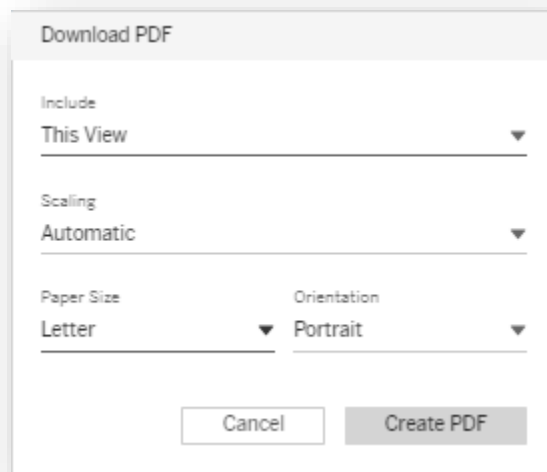 Download PDF
Include
This View
Scaling
Automatic
Paper Size Orientation
Letter Portrait
Cancel Create PDF